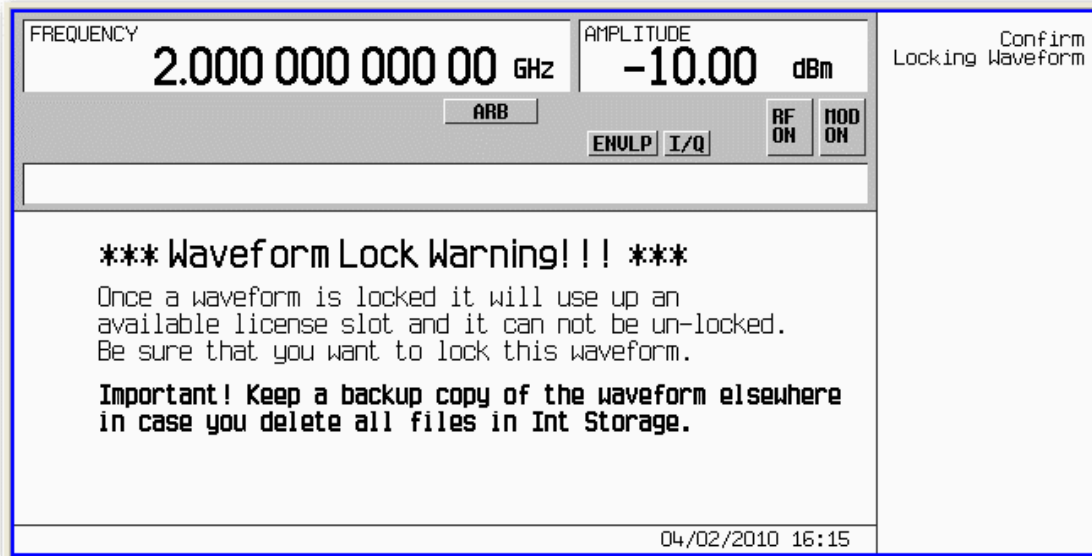 FREQUENCY
2.000 000 000 00 GHz
AMPLITUDE
-10.00 dBm
Confirm
Locking Waveform
ARB
ENVLP I/Q
RF
ON
MOD
ON
*** Waveform Lock Warning!!! ***
Once a waveform is locked it will use up an
available license slot and it can not be un-locked.
Be sure that you want to lock this waveform.
Important! Keep a backup copy of the waveform elsewhere
in case you delete all files in Int Storage.
04/02/2010 16:15